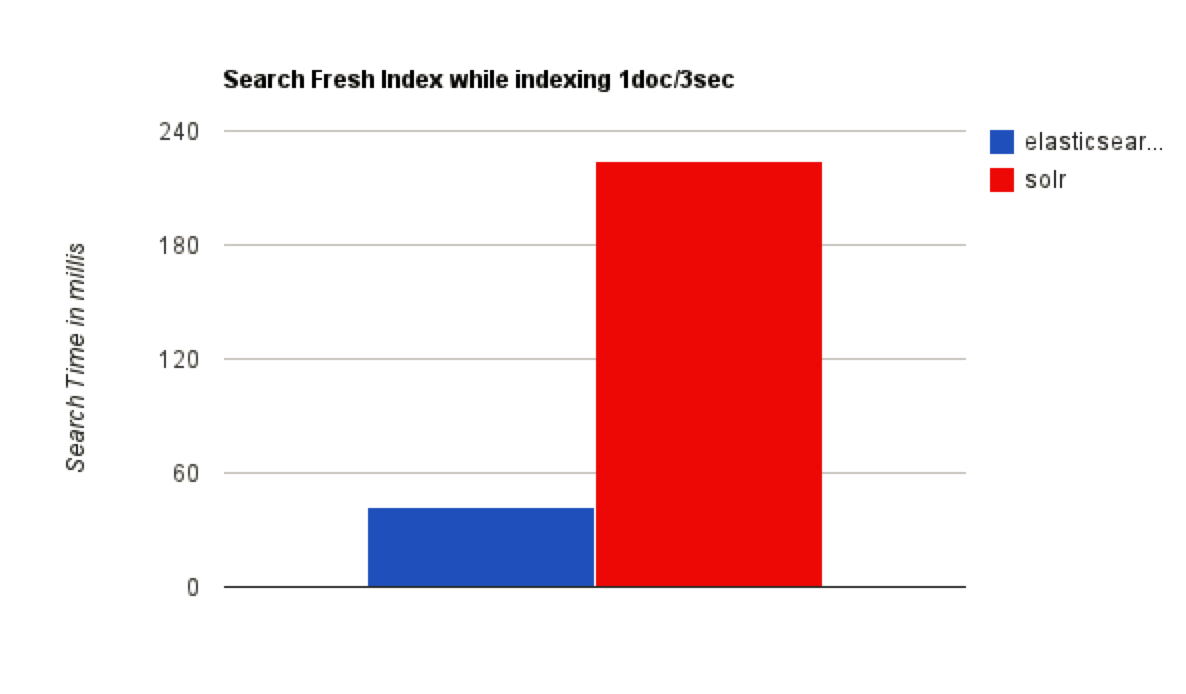 Search Fresh Index while indexing 1doc/3sec
240
180
120
60
0
Search Time in millis
elasticsear...
solr